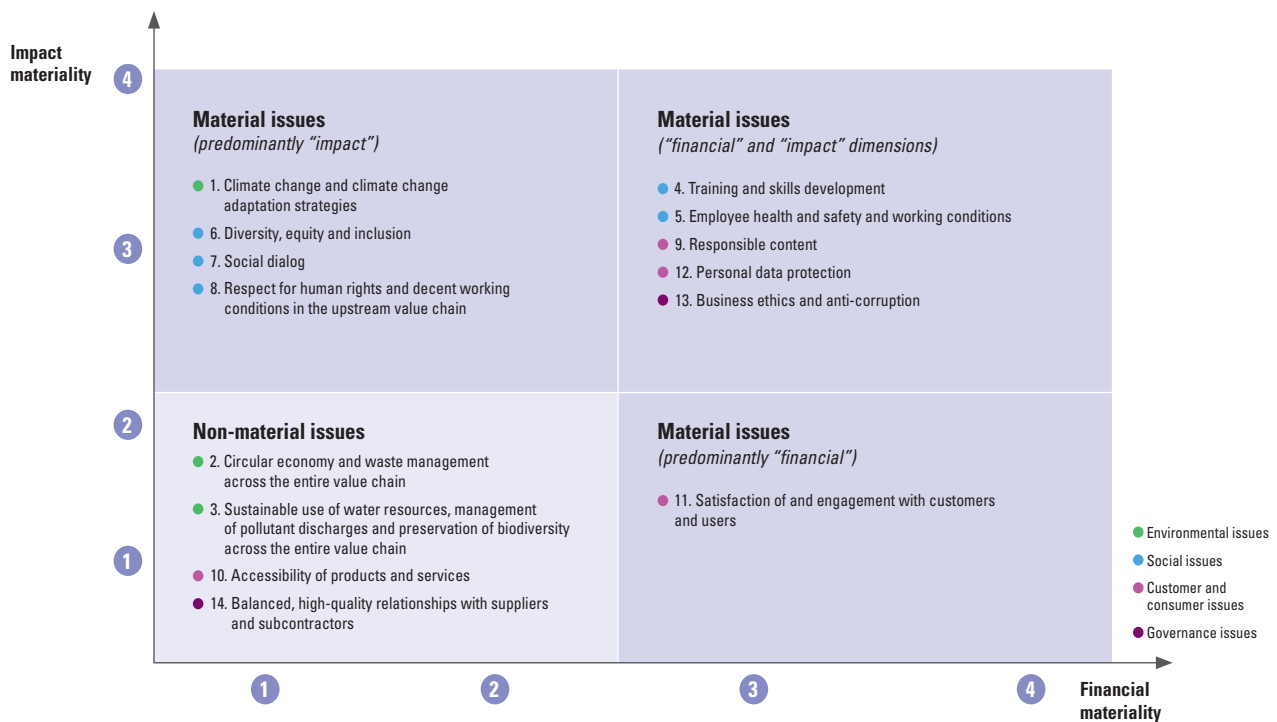 Impact
materiality
4
Material issues
(predominantly “impact”)
1. Climate change and climate change
adaptation strategies
6. Diversity, equity and inclusion
7. Social dialog
8. Respect for human rights and decent working
conditions in the upstream value chain
Material issues
(“financial” and “impact” dimensions)
4. Training and skills development
5. Employee health and safety and working conditions
9. Responsible content
12. Personal data protection
13. Business ethics and anti-corruption
3
2
Non-material issues
2. Circular economy and waste management
across the entire value chain
3. Sustainable use of water resources, management
of pollutant discharges and preservation of biodiversity
across the entire value chain
10. Accessibility of products and services
14. Balanced, high-quality relationships with suppliers
and subcontractors
Material issues
(predominantly “financial”)
11. Satisfaction of and engagement with customers
and users
1
Environmental issues
Social issues
Customer and
consumer issues
Governance issues
1
2
3
4
Financial
materiality